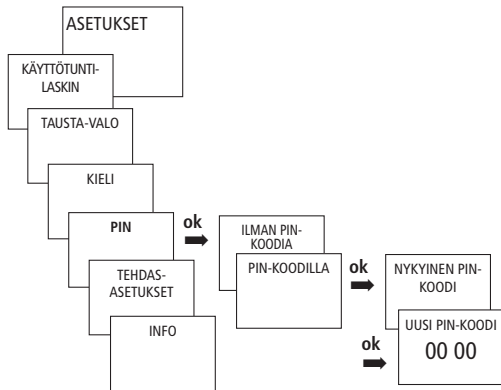 ASETUKSET
KÄYTTÖTUNTI-
LASKIN
TAUSTA-VALO
KIELI
PIN
TEHDAS-
ASETUKSET
INFO
ok
ILMAN PIN-
KOODIA
PIN-KOODILLA
ok
NYKYINEN PIN-
KOODI
ok
UUSI PIN-KOODI
00 00